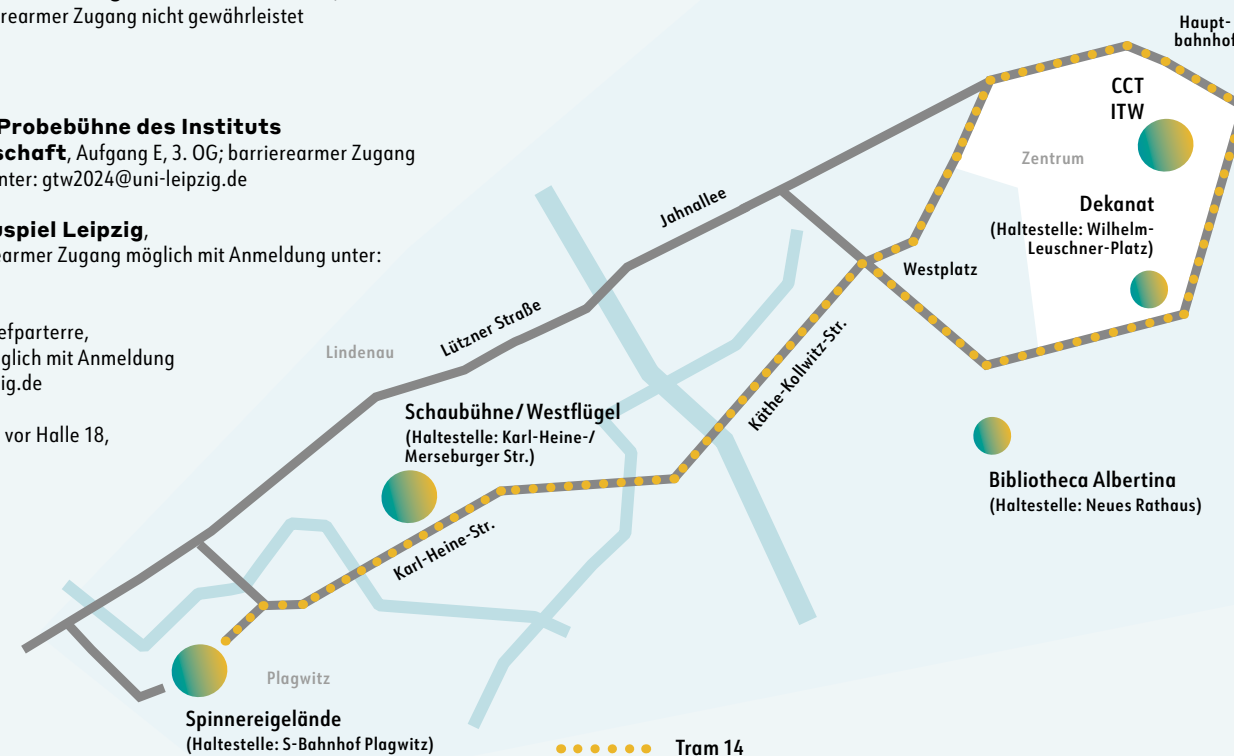 rearmer Zugang nicht gewährleistet
Probebühne des Instituts
schaft, Aufgang E, 3. OG; barrierearmer Zugang
nter: gtw2024@uni-leipzig.de
uspiel Leipzig,
earmer Zugang möglich mit Anmeldung unter:
efparterre,
glich mit Anmeldung
ig.de
vor Halle 18,
Haupt-
bahnhof
CCT
ITW
Zentrum
Dekanat
(Haltestelle: Wilhelm-
Leuschner-Platz)
Jahnallee
Westplatz
Lützner Straße
Lindenau
Käthe-Kollwitz-Str.
Schaubühne/Westflügel
(Haltestelle: Karl-Heine-/
Merseburger Str.)
Bibliotheca Albertina
(Haltestelle: Neues Rathaus)
Karl-Heine-Str.
Plagwitz
Spinnereigelände
(Haltestelle: S-Bahnhof Plagwitz)
Tram 14